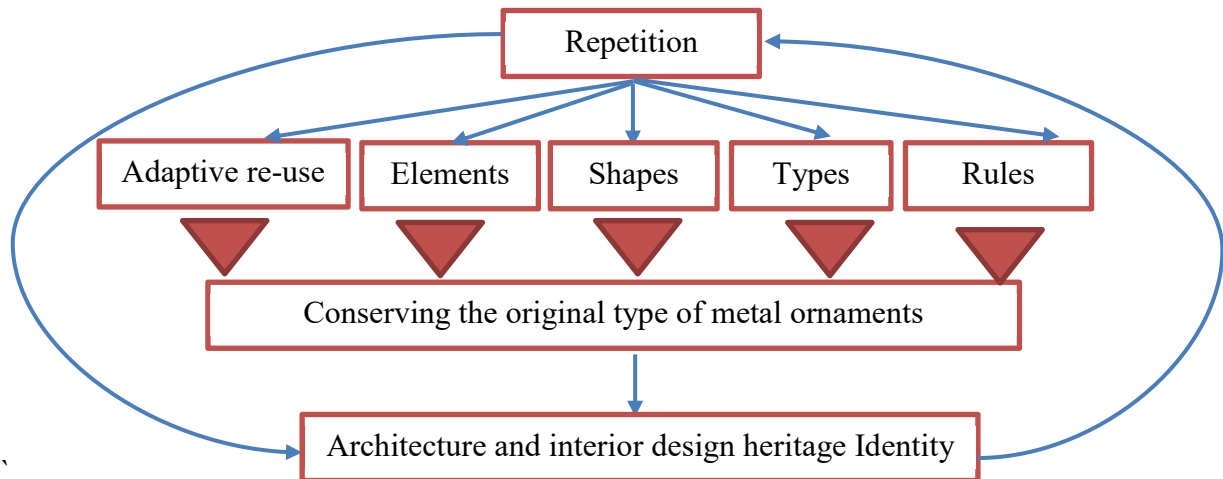 Repetition
Adaptive re-use
Elements
Shapes
Types
Rules
Conserving the original type of metal ornaments
Architecture and interior design heritage Identity
`